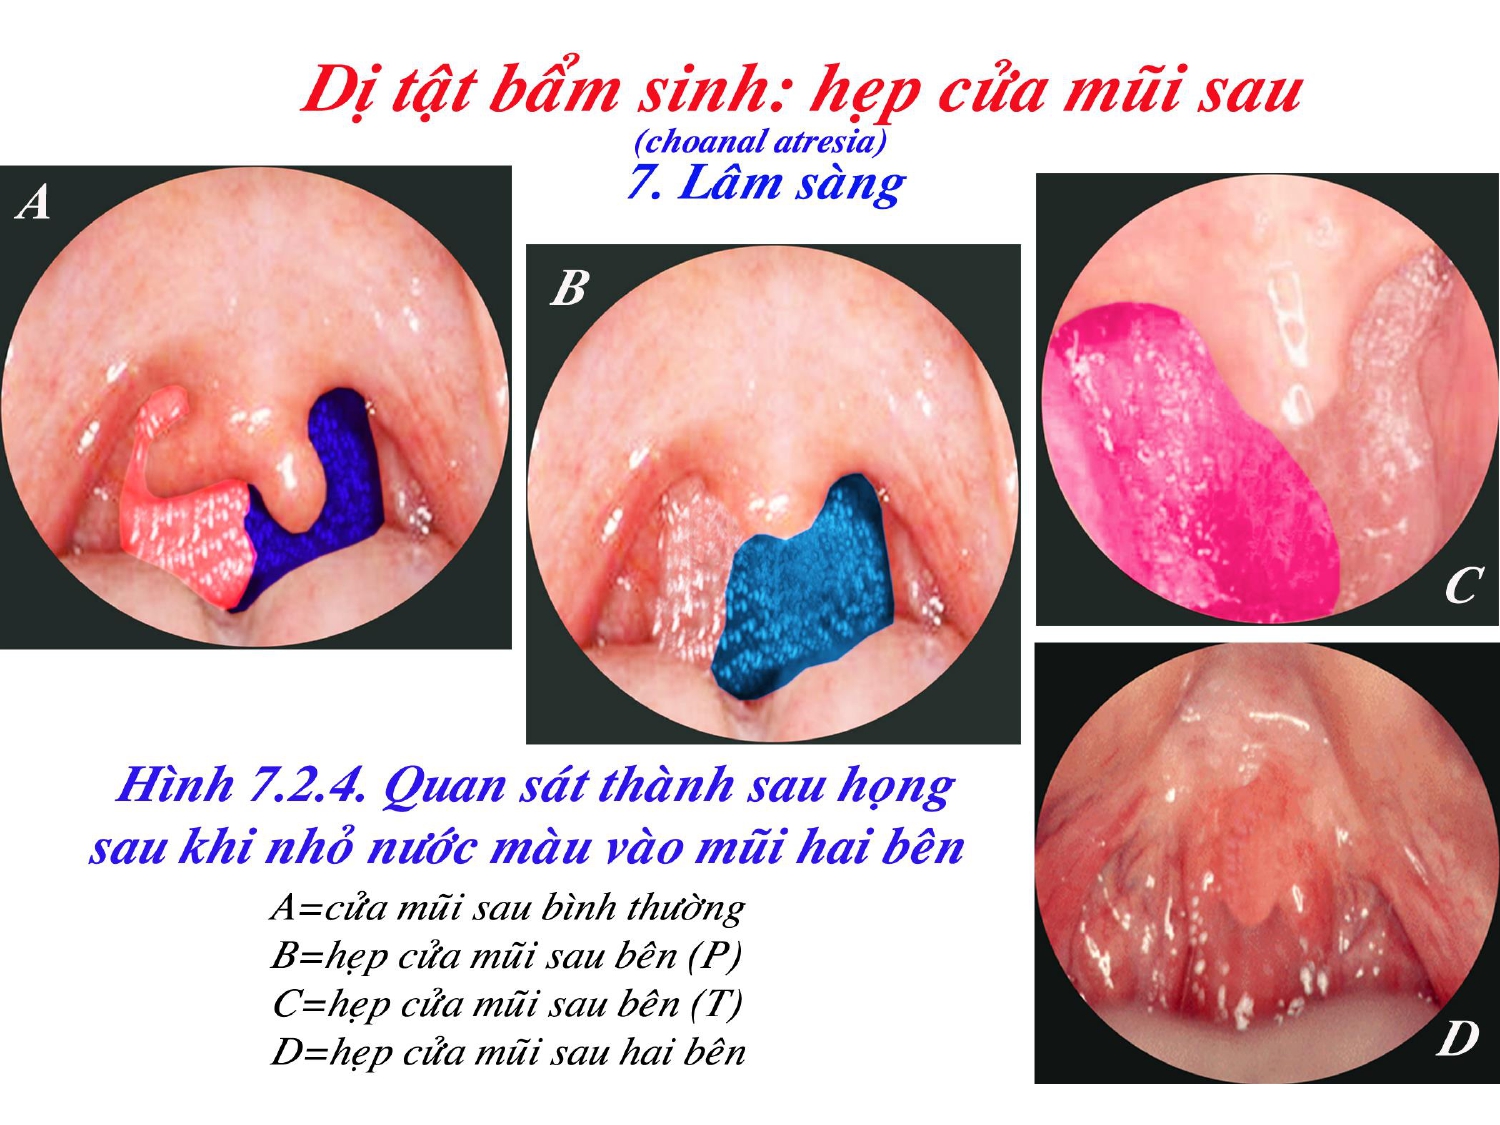 Dị tật bẩm sinh: hẹp cửa mũi sau
(choanal atresia)
7. Lâm sàng
A
B
C
D
Hình 7.2.4. Quan sát thành sau họng
sau khi nhỏ nước màu vào mũi hai bên
A=cửa mũi sau bình thường
B=hẹp cửa mũi sau bên (P)
C=hẹp cửa mũi sau bên (T)
D=hẹp cửa mũi sau hai bên